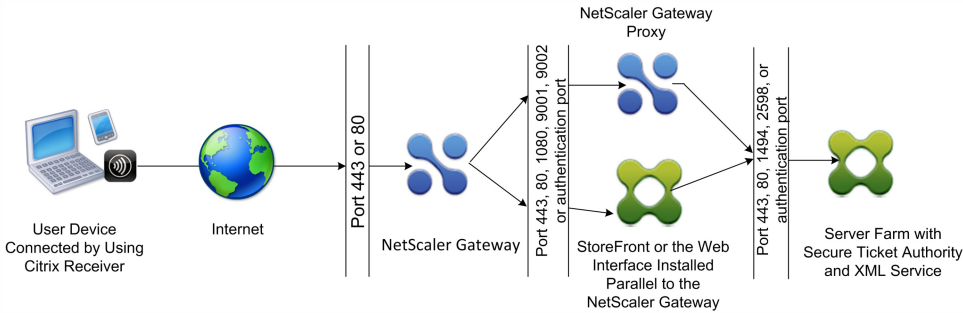 User Device
Connected by Using
Citrix Receiver
Internet
Port 443 or 80
NetScaler Gateway
Port 443, 80, 1080, 9001, 9002
or authentication port
NetScaler Gateway
Proxy
StoreFront or the Web
Interface Installed
Parallel to the
NetScaler Gateway
Port 443, 80, 1494, 2598, or
authentication port
Server Farm with
Secure Ticket Authority
and XML Service